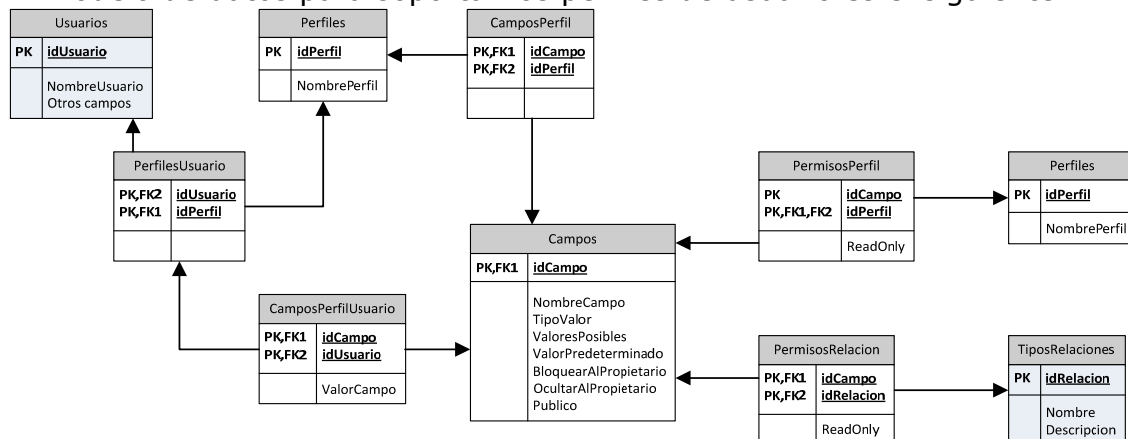 Usuarios
PK idUsuario
NombreUsuario
Otros campos
Perfiles
PK idPerfil
NombrePerfil
CamposPerfil
PK,FK1 idCampo
PK,FK2 idPerfil
PerfilesUsuario
PK,FK2 idUsuario
PK,FK1 idPerfil
PermisosPerfil
PK idCampo
PK,FK1,FK2 idPerfil
ReadOnly
Perfiles
PK idPerfil
NombrePerfil
Campos
PK,FK1 idCampo
NombreCampo
TipoValor
ValoresPosibles
ValorPredeterminado
BloquearAlPropietario
OcultarAlPropietario
Publico
CamposPerfilUsuario
PK,FK1 idCampo
PK,FK2 idUsuario
ValorCampo
PermisosRelacion
PK,FK1 idCampo
PK,FK2 idRelacion
ReadOnly
TiposRelaciones
PK idRelacion
Nombre
Descripcion